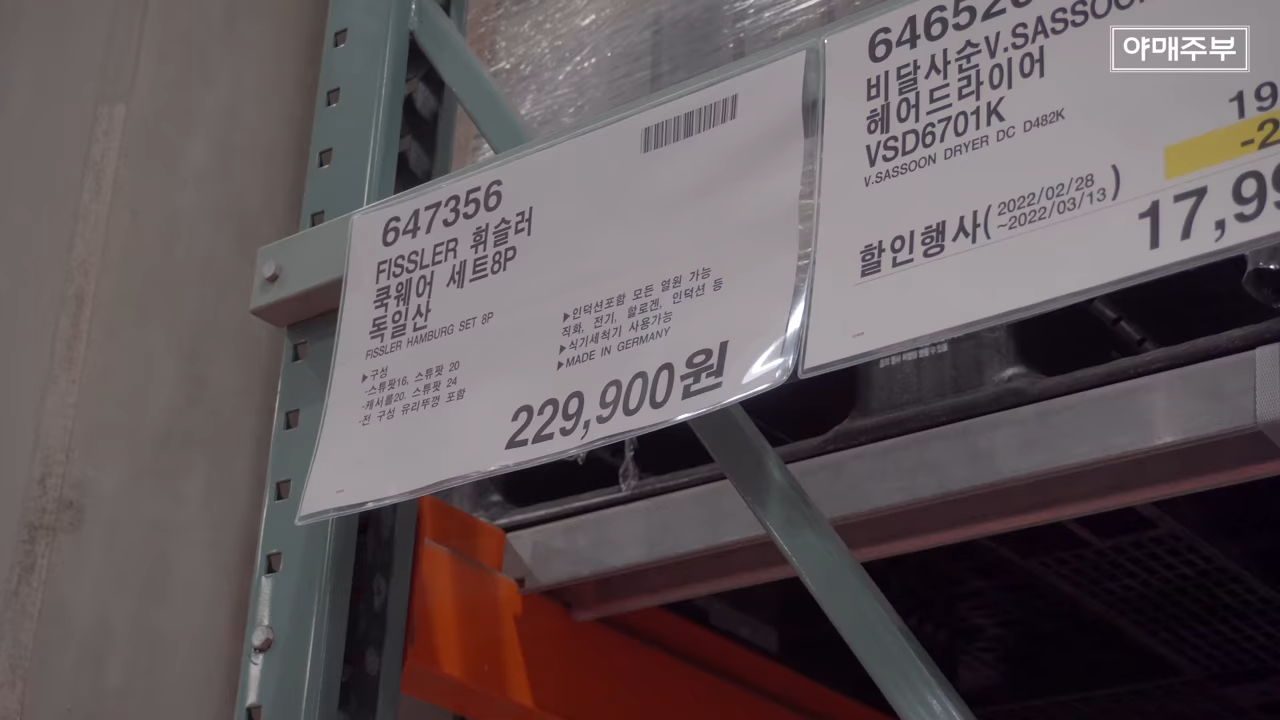 야매주부
647356
FISSLER 휘슬러
쿡웨어 세트8P
독일산
FISSLER HAMBURG SET 8P
▶구성
-스튜팟16, 스튜팟 20
-캐서롤20. 스튜팟 24
-전 구성 유리뚜껑 포함
▶인덕션포함 모든 열원 가능
직화, 전기, 할로겐, 인덕션 등
▶식기세척기 사용가능
▶MADE IN GERMANY
229,900원
비달사순V.SASSOON
헤어드라이어
VSD6701K
V.SASSOON DRYER DC D482K
할인행사(2022/02/28
~2022/03/13)